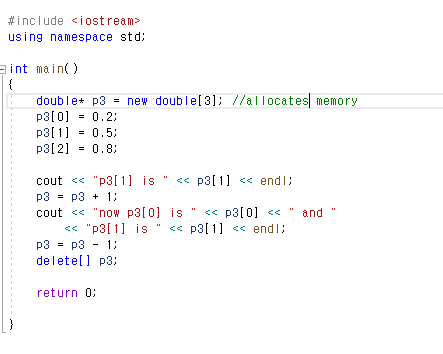 #include <iostream>
using namespace std;
int main()
{
double* p3 = new double[3]; //allocates memory
p3[0] = 0.2;
p3[1] = 0.5;
p3[2] = 0.8;
cout << "p3[1] is " << p3[1] << endl;
p3 = p3 + 1;
cout << "now p3[0] is " << p3[0] << " and "
<< "p3[1] is " << p3[1] << endl;
p3 = p3 - 1;
delete[] p3;
return 0;
}